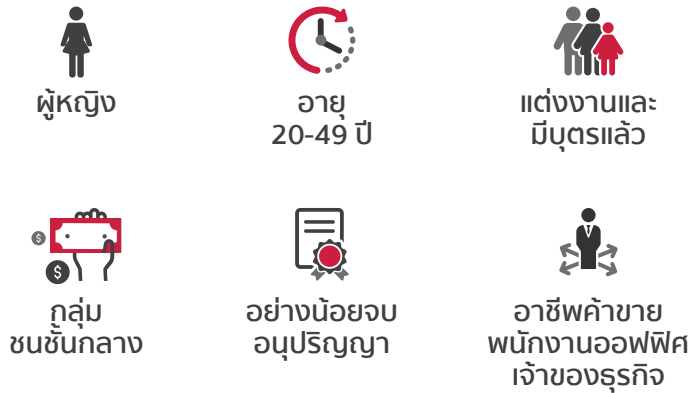 ผู้หญิง
อายุ
20-49 ปี
แต่งงานและ
มีบุตรแล้ว
$
$
กลุ่ม
ชนชั้นกลาง
อย่างน้อยจบ
อนุปริญญา
อาชีพค้าขาย
พนักงานออฟฟิศ
เจ้าของธุรกิจ